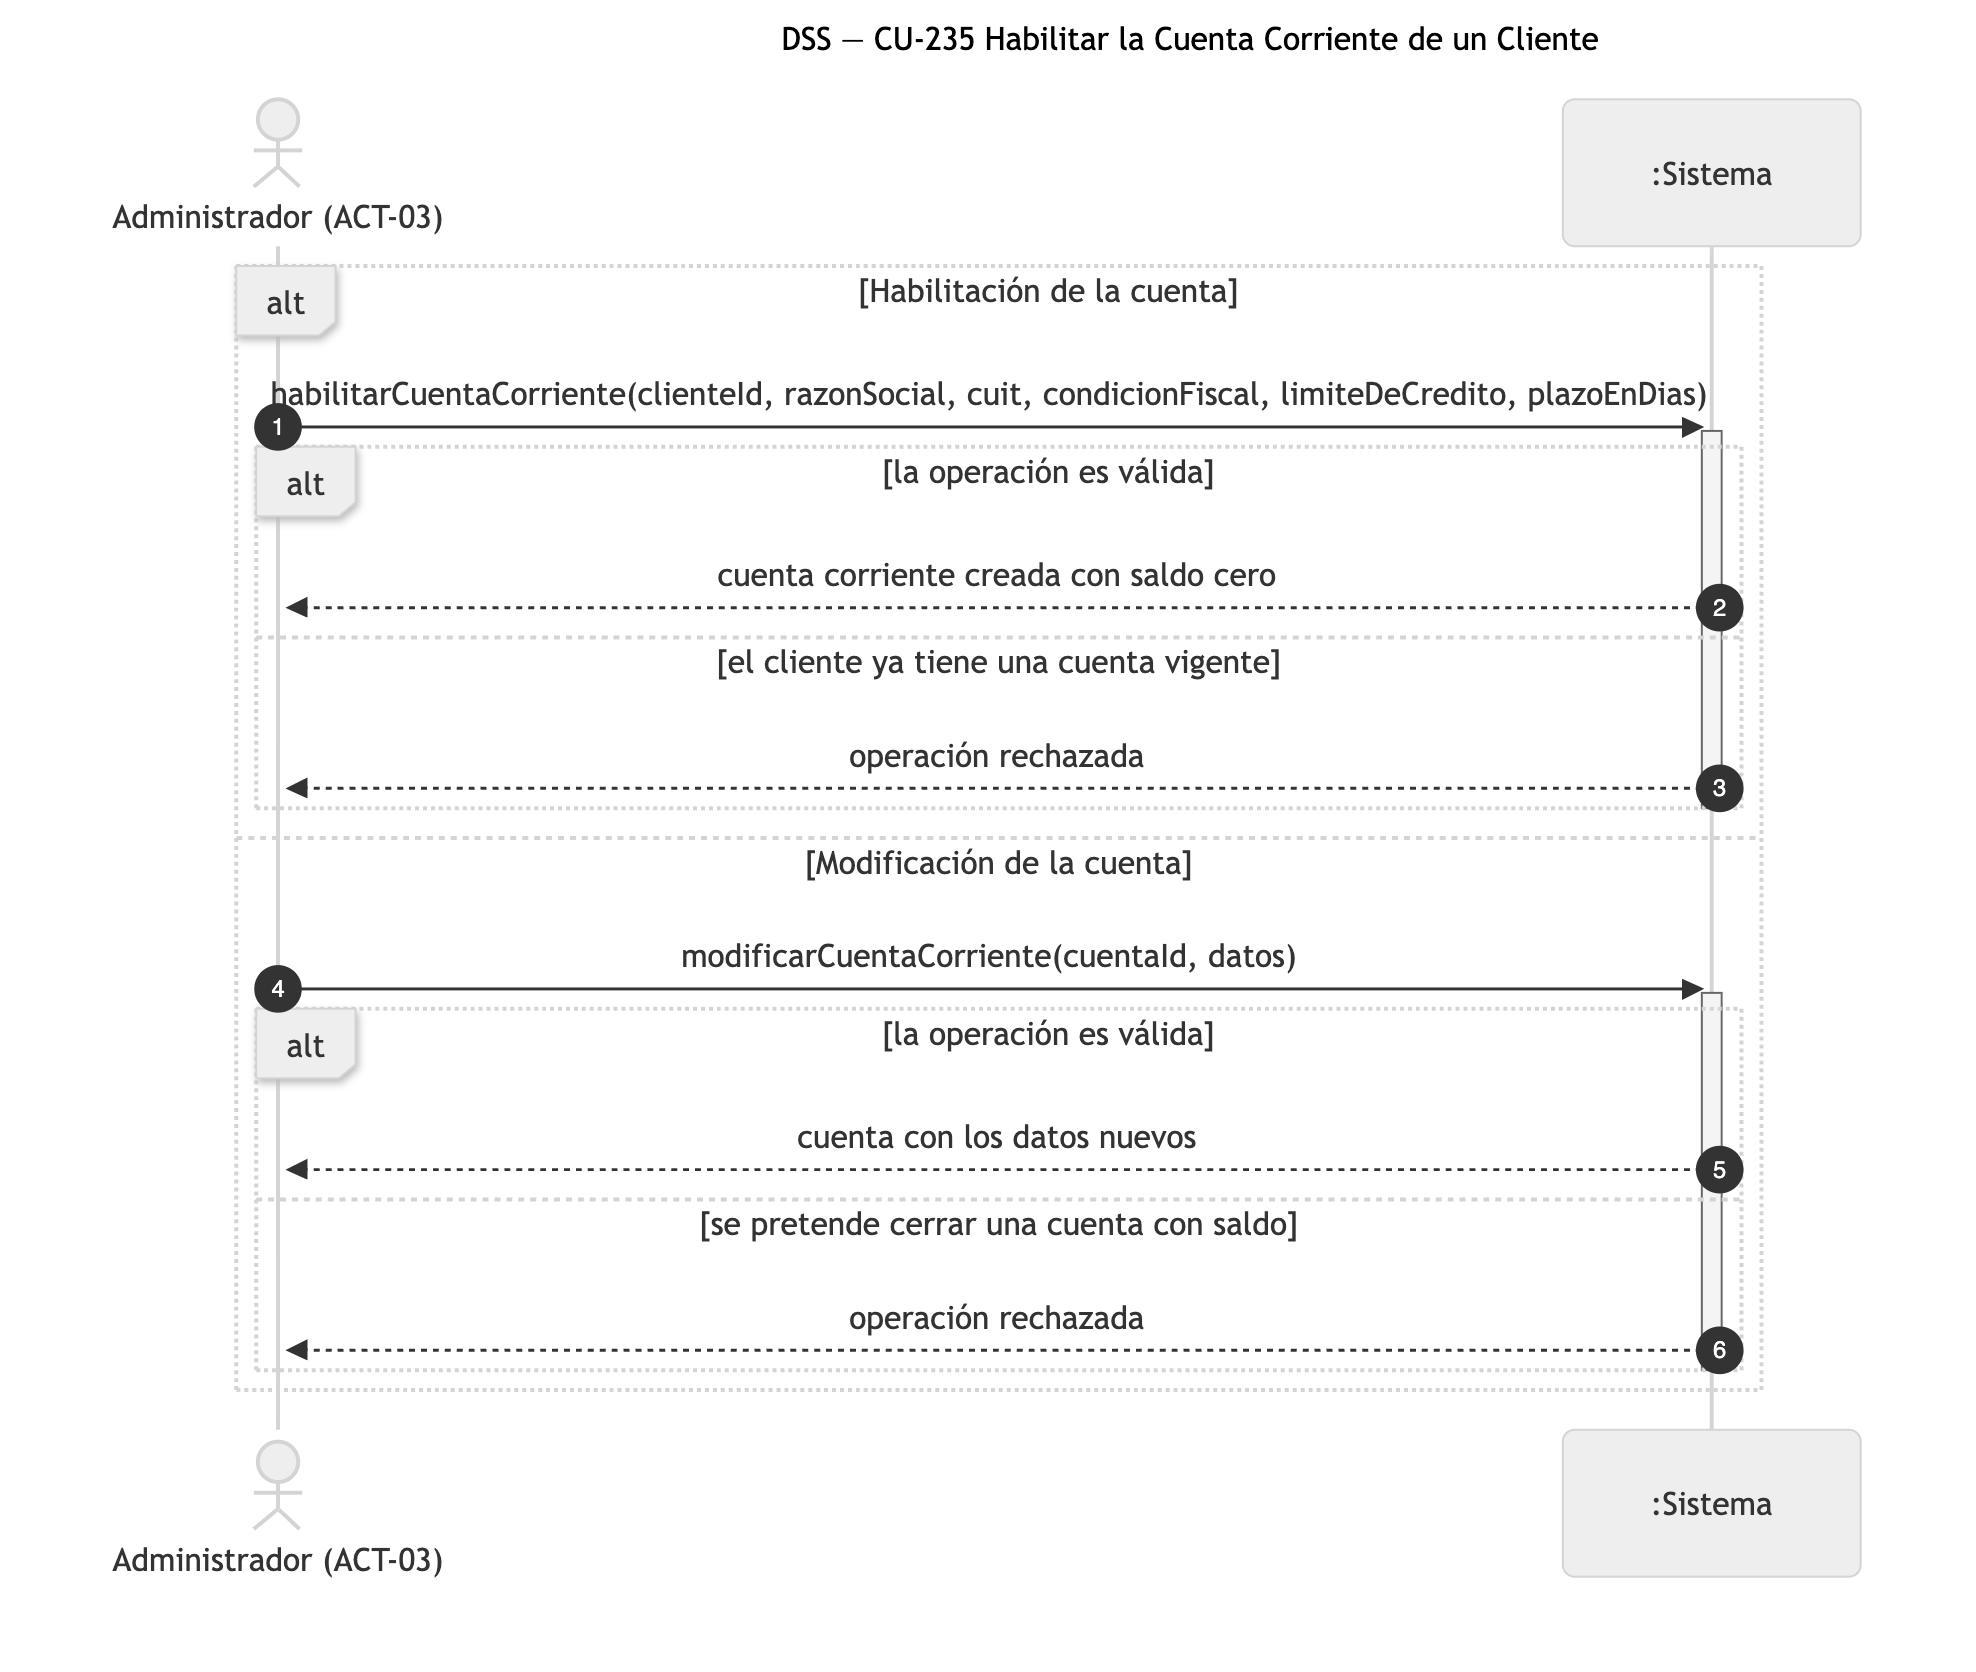 DSS — CU-235 Habilitar la Cuenta Corriente de un Cliente
:Sistema
Administrador (ACT-03)
alt
[Habilitación de la cuenta]
habilitarCuentaCorriente(clienteId, razonSocial, cuit, condicionFiscal, limiteDeCredito, plazoEnDias)
1
alt
[la operación es válida]
cuenta corriente creada con saldo cero
2
[el cliente ya tiene una cuenta vigente]
operación rechazada
3
[Modificación de la cuenta]
modificarCuentaCorriente(cuentaId, datos)
4
alt
[la operación es válida]
cuenta con los datos nuevos
5
[se pretende cerrar una cuenta con saldo]
operación rechazada
6
:Sistema
Administrador (ACT-03)